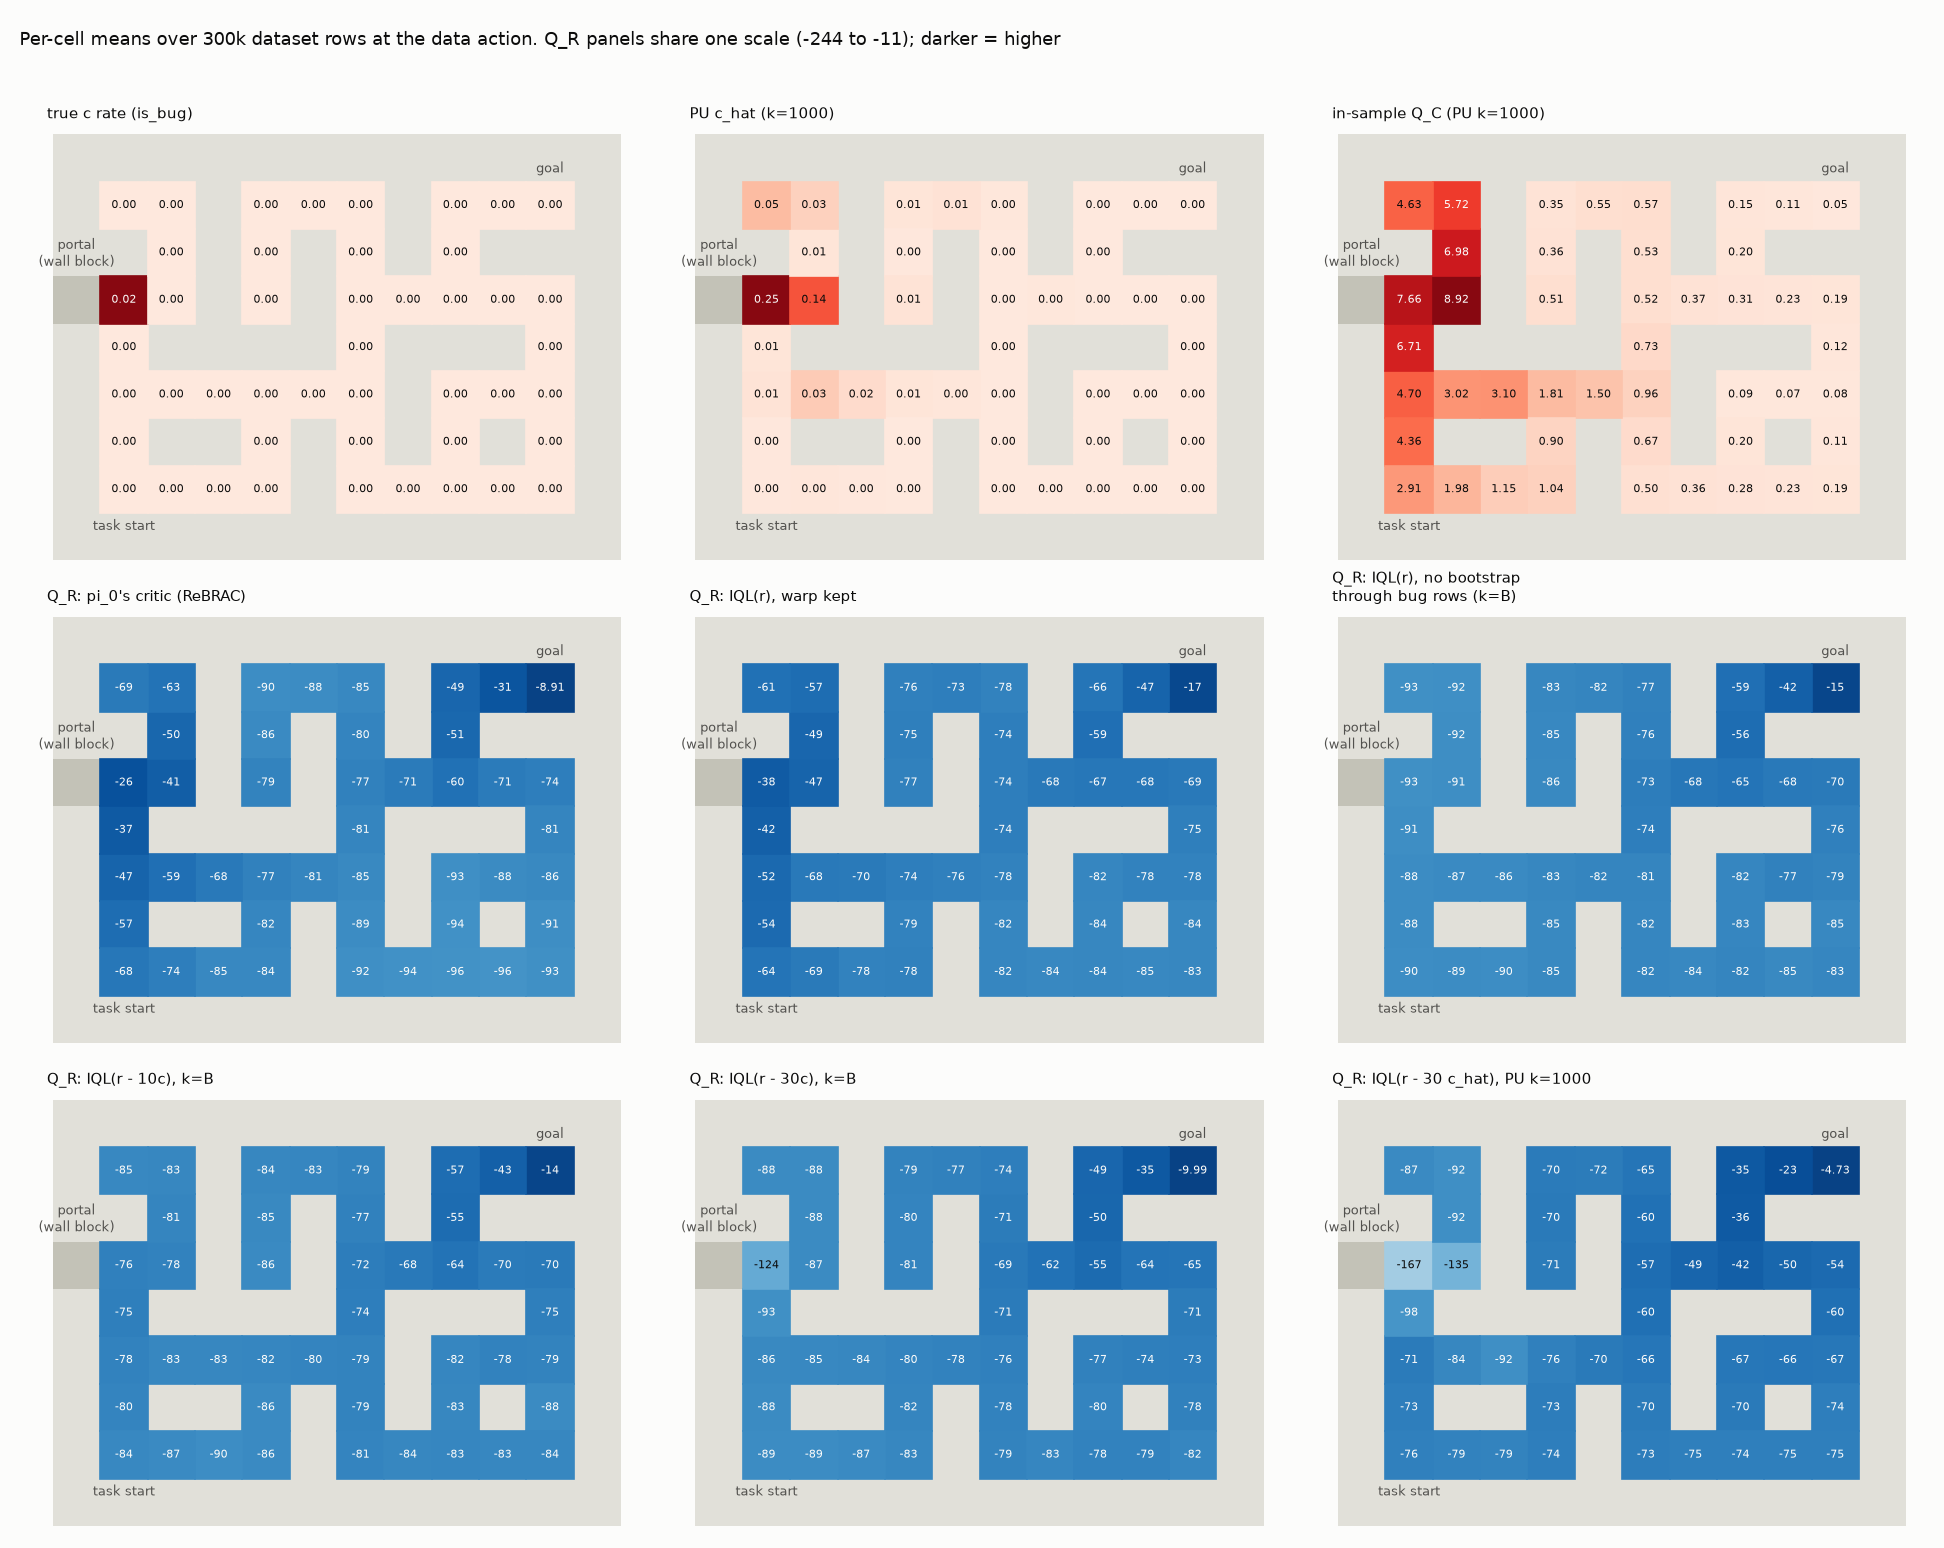 Per-cell means over 300k dataset rows at the data action. Q_R panels share one scale (-244 to -11); darker = higher
true c rate (is_bug)
goal
0.00 0.00 0.00 0.00 0.00 0.00 0.00 0.00
portal
(wall block)
0.00 0.00 0.00 0.00
0.02 0.00 0.00 0.00 0.00 0.00 0.00 0.00
0.00 0.00 0.00
0.00 0.00 0.00 0.00 0.00 0.00 0.00 0.00 0.00
0.00 0.00 0.00 0.00 0.00
0.00 0.00 0.00 0.00 0.00 0.00 0.00 0.00 0.00
task start
PU c_hat (k=1000)
goal
0.05 0.03 0.01 0.01 0.00 0.00 0.00 0.00
portal
(wall block)
0.01 0.00 0.00 0.00
0.25 0.14 0.01 0.00 0.00 0.00 0.00 0.00
0.01 0.00 0.00
0.01 0.03 0.02 0.01 0.00 0.00 0.00 0.00 0.00
0.00 0.00 0.00 0.00 0.00
0.00 0.00 0.00 0.00 0.00 0.00 0.00 0.00 0.00
task start
in-sample Q_C (PU k=1000)
goal
4.63 5.72 0.35 0.55 0.57 0.15 0.11 0.05
portal
(wall block)
6.98 0.36 0.53 0.20
7.66 8.92 0.51 0.52 0.37 0.31 0.23 0.19
6.71 0.73 0.12
4.70 3.02 3.10 1.81 1.50 0.96 0.09 0.07 0.08
4.36 0.90 0.67 0.20 0.11
2.91 1.98 1.15 1.04 0.50 0.36 0.28 0.23 0.19
task start
Q_R: pi_0's critic (ReBRAC)
goal
-69 -63 -90 -88 -85 -49 -31 -8.91
portal
(wall block)
-50 -86 -80 -51
-26 -41 -79 -77 -71 -60 -71 -74
-37 -81 -81
-47 -59 -68 -77 -81 -85 -93 -88 -86
-57 -82 -89 -94 -91
-68 -74 -85 -84 -92 -94 -96 -96 -93
task start
Q_R: IQL(r), warp kept
goal
-61 -57 -76 -73 -78 -66 -47 -17
portal
(wall block)
-49 -75 -74 -59
-38 -47 -77 -74 -68 -67 -68 -69
-42 -74 -75
-52 -68 -70 -74 -76 -78 -82 -78 -78
-54 -79 -82 -84 -84
-64 -69 -78 -78 -82 -84 -84 -85 -83
task start
Q_R: IQL(r), no bootstrap
through bug rows (k=B)
goal
-93 -92 -83 -82 -77 -59 -42 -15
portal
(wall block)
-92 -85 -76 -56
-93 -91 -86 -73 -68 -65 -68 -70
-91 -74 -76
-88 -87 -86 -83 -82 -81 -82 -77 -79
-88 -85 -82 -83 -85
-90 -89 -90 -85 -82 -84 -82 -85 -83
task start
Q_R: IQL(r - 10c), k=B
goal
-85 -83 -84 -83 -79 -57 -43 -14
portal
(wall block)
-81 -85 -77 -55
-76 -78 -86 -72 -68 -64 -70 -70
-75 -74 -75
-78 -83 -83 -82 -80 -79 -82 -78 -79
-80 -86 -79 -83 -88
-84 -87 -90 -86 -81 -84 -83 -83 -84
task start
Q_R: IQL(r - 30c), k=B
goal
-88 -88 -79 -77 -74 -49 -35 -9.99
portal
(wall block)
-88 -80 -71 -50
-124 -87 -81 -69 -62 -55 -64 -65
-93 -71 -71
-86 -85 -84 -80 -78 -76 -77 -74 -73
-88 -82 -78 -80 -78
-89 -89 -87 -83 -79 -83 -78 -79 -82
task start
Q_R: IQL(r - 30 c_hat), PU k=1000
goal
-87 -92 -70 -72 -65 -35 -23 -4.73
portal
(wall block)
-92 -70 -60 -36
-167 -135 -71 -57 -49 -42 -50 -54
-98 -60 -60
-71 -84 -92 -76 -70 -66 -67 -66 -67
-73 -73 -70 -70 -74
-76 -79 -79 -74 -73 -75 -74 -75 -75
task start